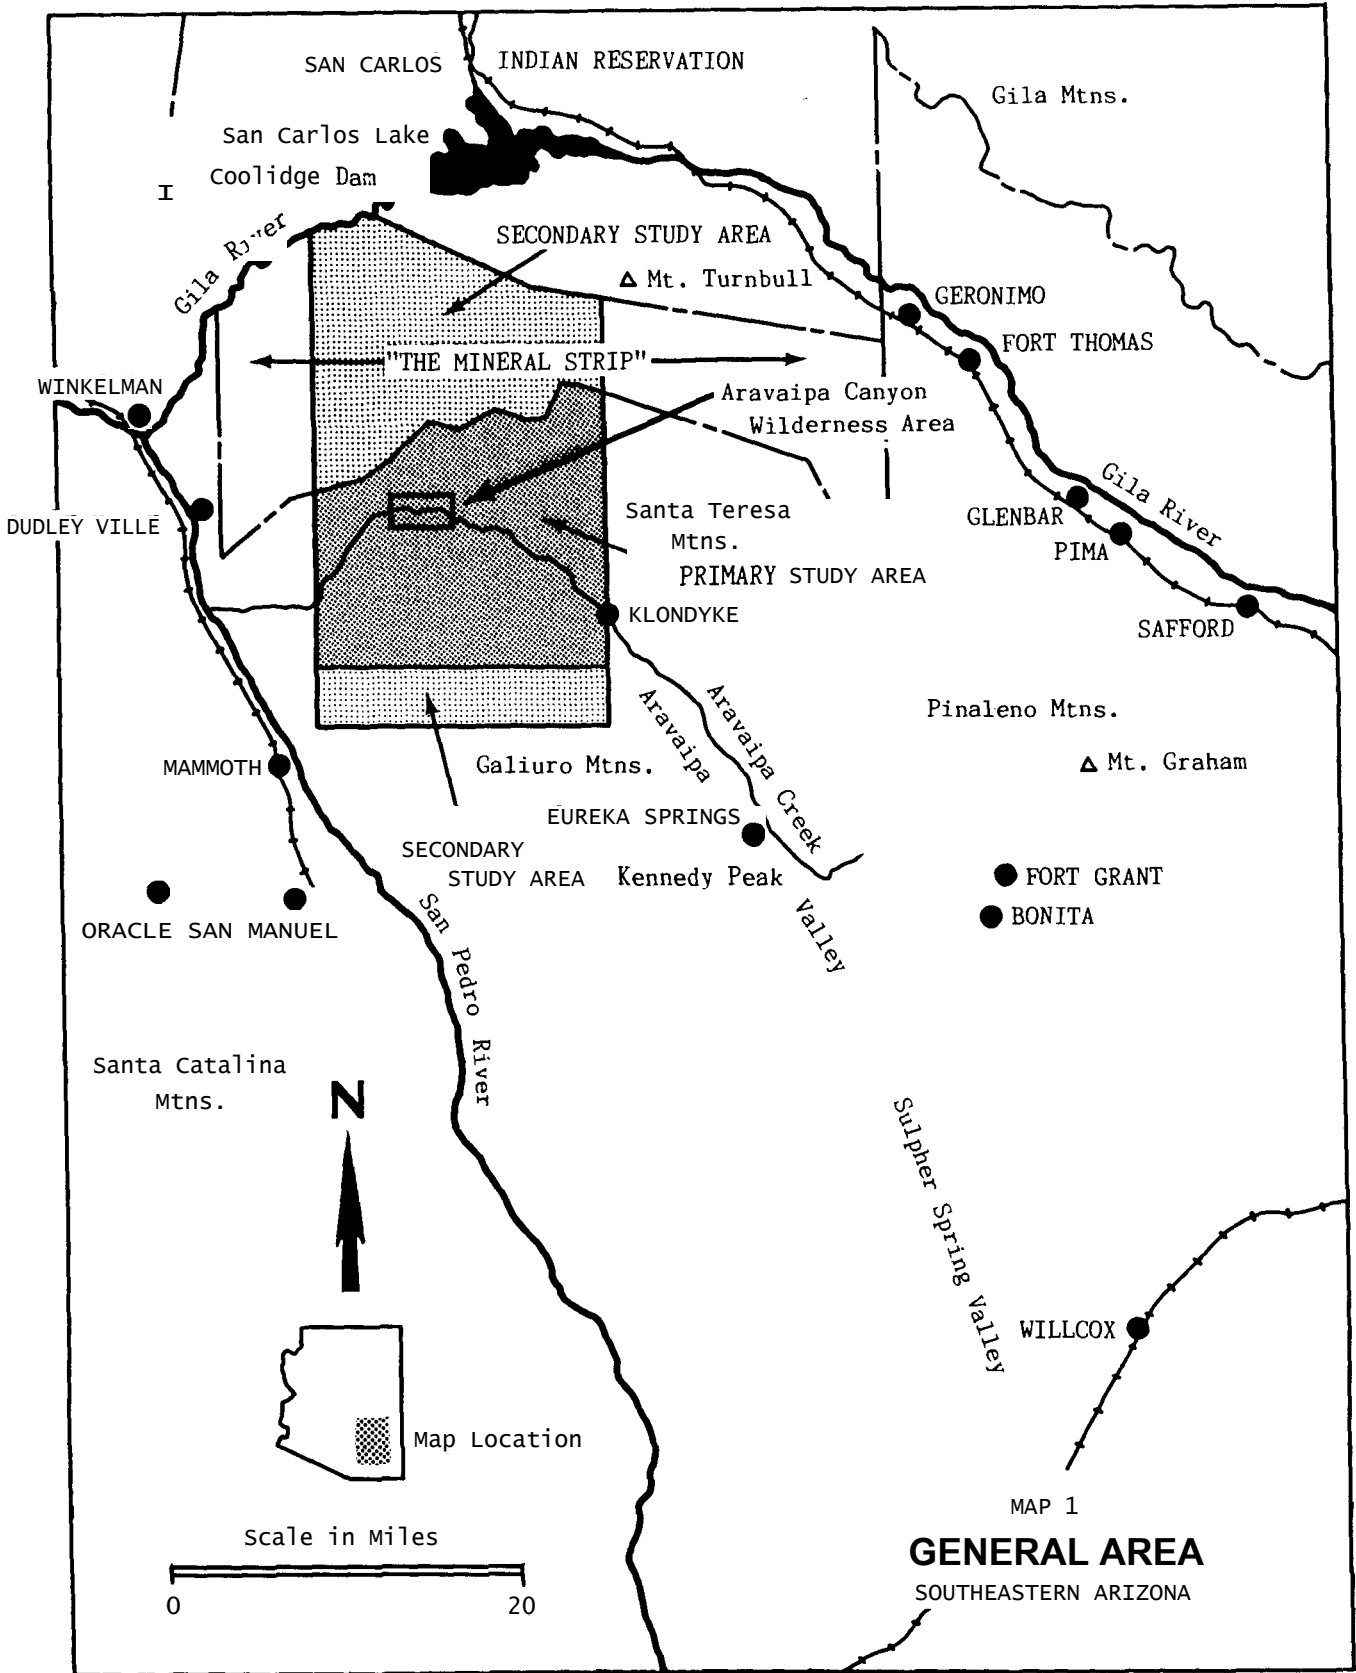 SAN CARLOS INDIAN RESERVATION
Gila Mtns.
San Carlos Lake
Coolidge Dam
I
Gila River
SECONDARY STUDY AREA
Mt. Turnbull
GERONIMO
FORT THOMAS
"THE MINERAL STRIP"
WINKELMAN
Aravaipa Canyon
Wilderness Area
Gila River
DUDLEY VILLE
Santa Teresa
Mtns.
GLENBAR
PIMA
PRIMARY STUDY AREA
KLONDYKE
SAFFORD
Aravaipa Creek
Aravaipa
Valley
Pinaleno Mtns.
MAMMOTH
Galiuro Mtns.
Mt. Graham
EUREKA SPRINGS
SECONDARY
STUDY AREA
Kennedy Peak
FORT GRANT
BONITA
ORACLE SAN MANUEL
San Pedro River
Santa Catalina
Mtns.
N
Sulpher Spring Valley
WILLCOX
Map Location
MAP 1
Scale in Miles
GENERAL AREA
SOUTHEASTERN ARIZONA
0 20